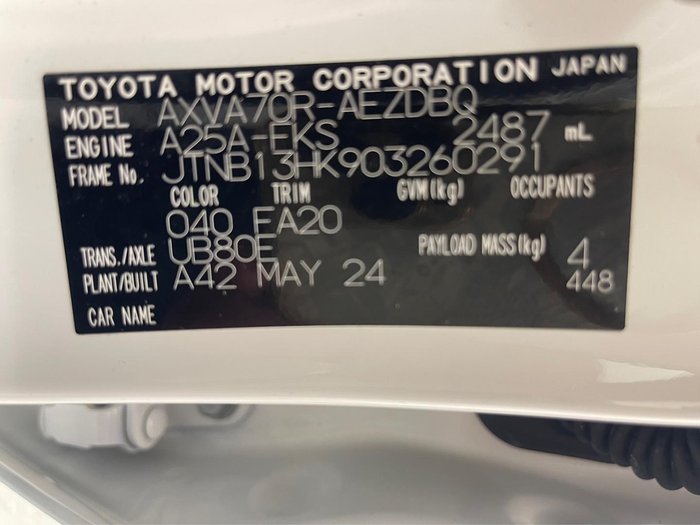 TOYOTA MOTOR CORPORATION JAPAN
MODEL AXVA70R-AEZDBQ
ENGINE A25A-FKS 2487 mL
FRAME No. JTNB13HK903260291
COLOR TRIM GVM(kg) OCCUPANTS
040 FA20
TRANS./AXLE UB80E PAYLOAD MASS(kg) 4
PLANT/BUILT A42 MAY 24 448
CAR NAME